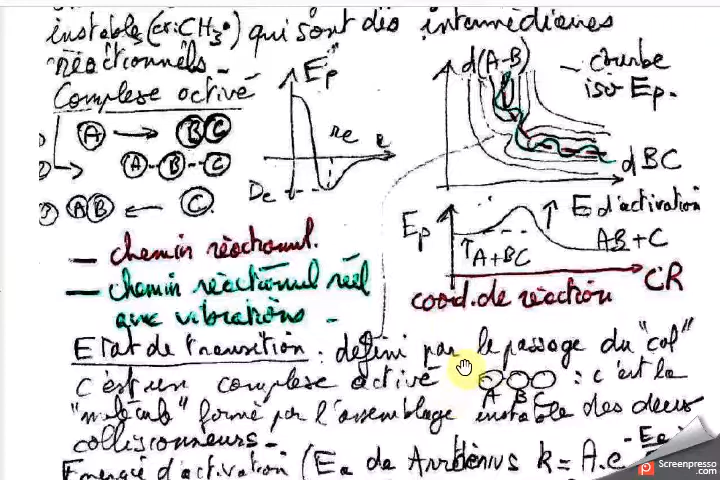 instables (ex: CH3•) qui sont des intermédiaires
réactionnels.
Complexe activé
Ep
d(A-B)
courbe
iso Ep.
A → B C
A - B - C
A B ← C
re
r
De
d BC
Ep
E d'activation
A + BC
AB + C
CR
coord. de réaction
— chemin réactionnel.
— chemin réactionnel réel
avec vibrations.
Etat de transition : défini par le passage du "col"
c'est un complexe activé : c'est la
A B C
"molécule" formé par l'assemblage instable des deux
collisionneurs.
Energie d'activation (Ea de Arrhénius k = A.e
Screenpresso
.com